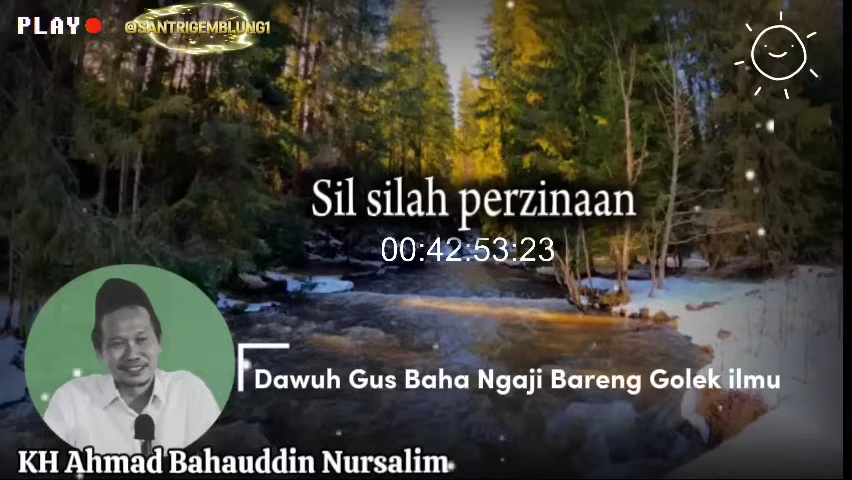 PLAY
@SANTRIGEMBLUNG1
Sil silah perzinaan
00:42:53:23
Dawuh Gus Baha Ngaji Bareng Golek ilmu
KH Ahmad Bahauddin Nursalim